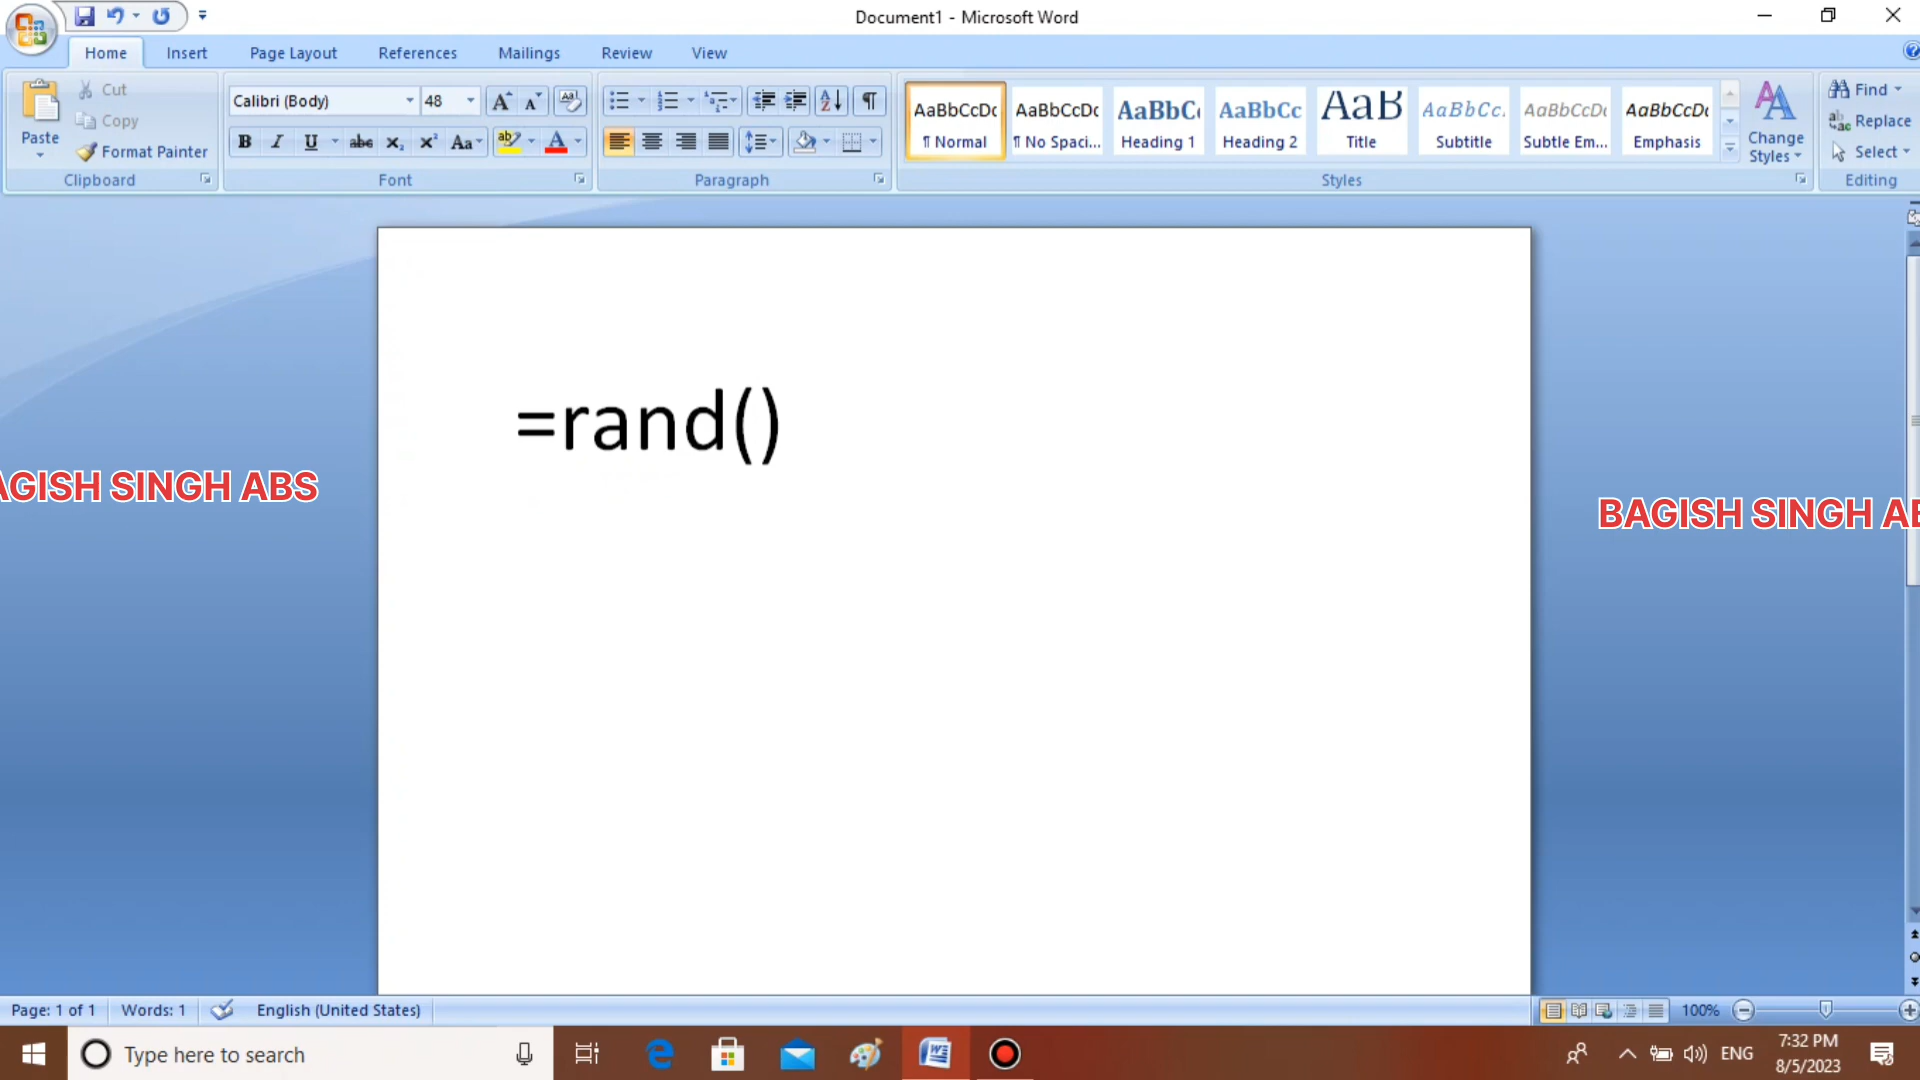 Document1 - Microsoft Word
Home Insert Page Layout References Mailings Review View
Paste
Cut
Copy
Format Painter
Clipboard
Calibri (Body) 48
Font
Paragraph
AaBbCcDc AaBbCcDc AaBbC AaBbCc AaB AaBbCc. AaBbCcDc AaBbCcDc
¶ Normal ¶ No Spaci... Heading 1 Heading 2 Title Subtitle Subtle Em... Emphasis
Change Styles
Styles
Find
Replace
Select
Editing
=rand()
AGISH SINGH ABS
BAGISH SINGH AB
Page: 1 of 1 Words: 1 English (United States) 100%
Type here to search
ENG
7:32 PM
8/5/2023